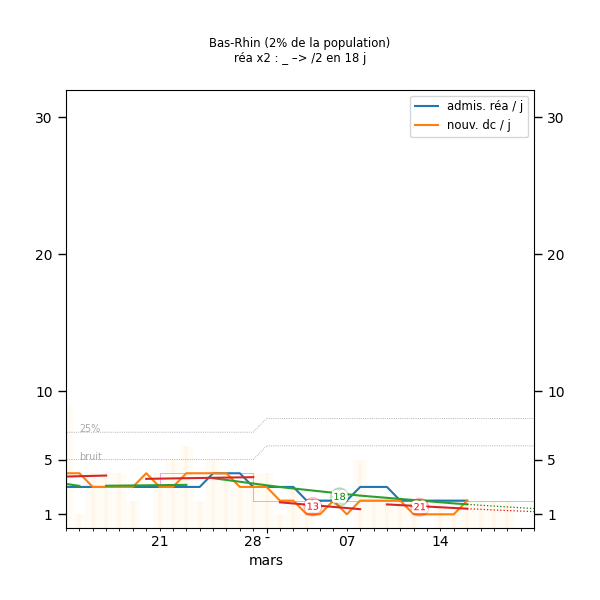 Bas-Rhin (2% de la population)
réa x2 : _ –> /2 en 18 j
admis. réa / j
nouv. dc / j
30 30
20 20
10 10
25%
bruit
5 5
18
13 21
1 1
21 28 07 14
mars